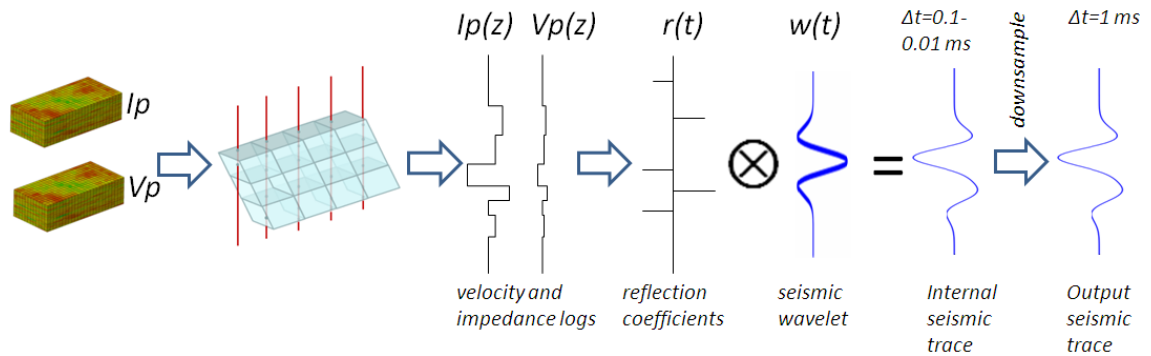 Ip
Vp
Ip(z)
Vp(z)
r(t)
w(t)
Δt=0.1-
0.01 ms
downsample
Δt=1 ms
velocity and
impedance logs
reflection
coefficients
seismic
wavelet
Internal
seismic
trace
Output
seismic
trace